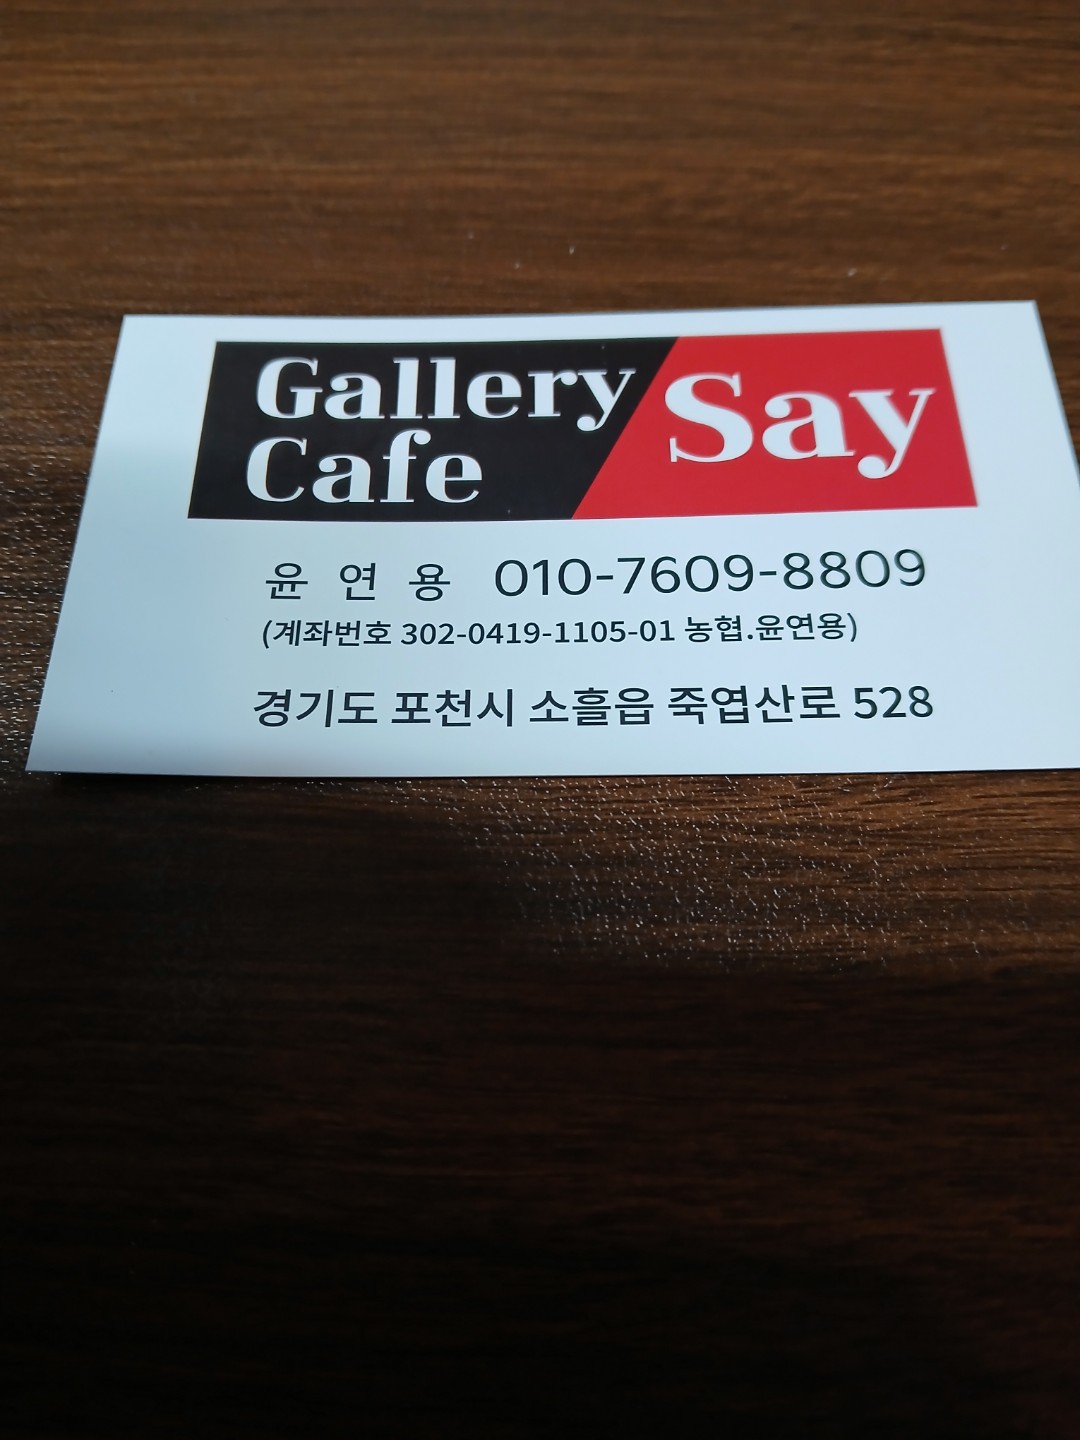 Gallery Say
Cafe
윤 연 용 010-7609-8809
(계좌번호 302-0419-1105-01 농협.윤연용)
경기도 포천시 소흘읍 죽엽산로 528